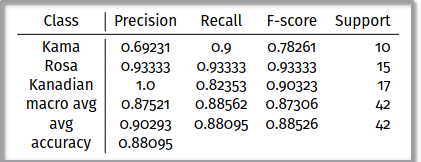 Class Precision Recall F-score Support
Kama 0.69231 0.9 0.78261 10
Rosa 0.93333 0.93333 0.93333 15
Kanadian 1.0 0.82353 0.90323 17
macro avg 0.87521 0.88562 0.87306 42
avg 0.90293 0.88095 0.88526 42
accuracy 0.88095